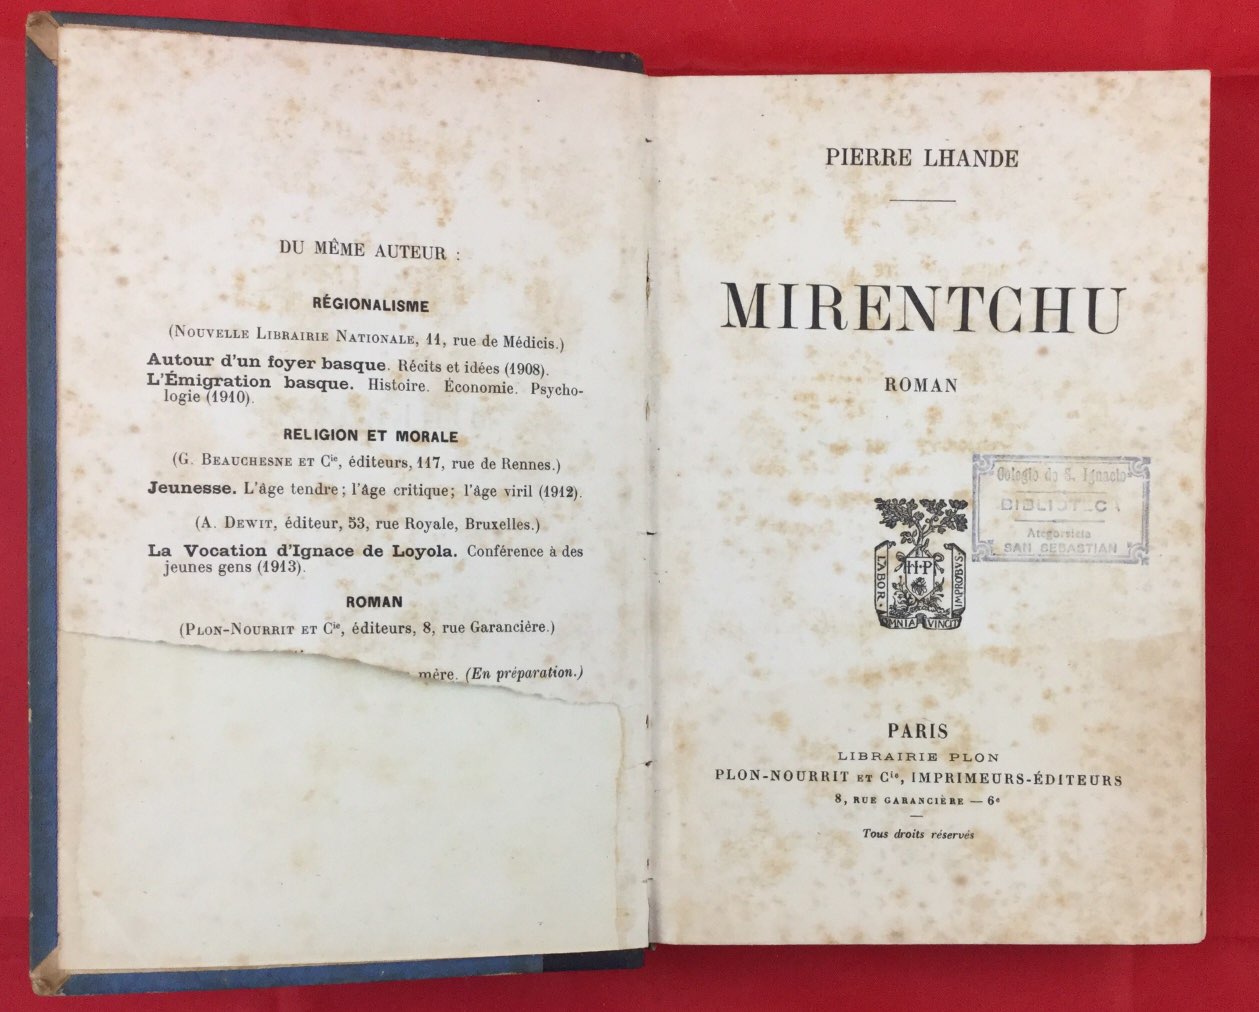 DU MÊME AUTEUR :
RÉGIONALISME
(NOUVELLE LIBRAIRIE NATIONALE, 11, rue de Médicis.)
Autour d'un foyer basque. Récits et idées (1908).
L'Émigration basque. Histoire. Économie. Psycho-
logie (1910).
RELIGION ET MORALE
(G. BEAUCHESNE ET Cie, éditeurs, 117, rue de Rennes.)
Jeunesse. L'âge tendre; l'âge critique; l'âge viril (1912).
(A. DEWIT, éditeur, 53, rue Royale, Bruxelles.)
La Vocation d'Ignace de Loyola. Conférence à des
jeunes gens (1913).
ROMAN
(PLON-NOURRIT ET Cie, éditeurs, 8, rue Garancière.)
mère. (En préparation.)
PIERRE LHANDE
MIRENTCHU
ROMAN
Colegio de S. Ignacio
BIBLIOTECA
Ategorrieta
SAN SEBASTIAN
H·P
LABOR · OMNIA VINCIT IMPROBVS
PARIS
LIBRAIRIE PLON
PLON-NOURRIT ET Cie, IMPRIMEURS-ÉDITEURS
8, RUE GARANCIÈRE — 6e
Tous droits réservés